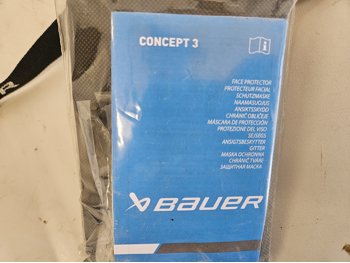 CONCEPT 3
FACE PROTECTOR
PROTECTEUR FACIAL
SCHUTZMASKE
NAAMASUOJUS
ANSIKTSSKYDD
CHRÁNIČ OBLIČEJE
MÁSCARA DE PROTECCIÓN
PROTEZIONE DEL VISO
SEJSEGS
ANSIGTSBESKYTTER
GITTER
MASKA OCHRONNA
CHRÁNIČ TVÁRE
ЗАЩИТНАЯ МАСКА
BAUER